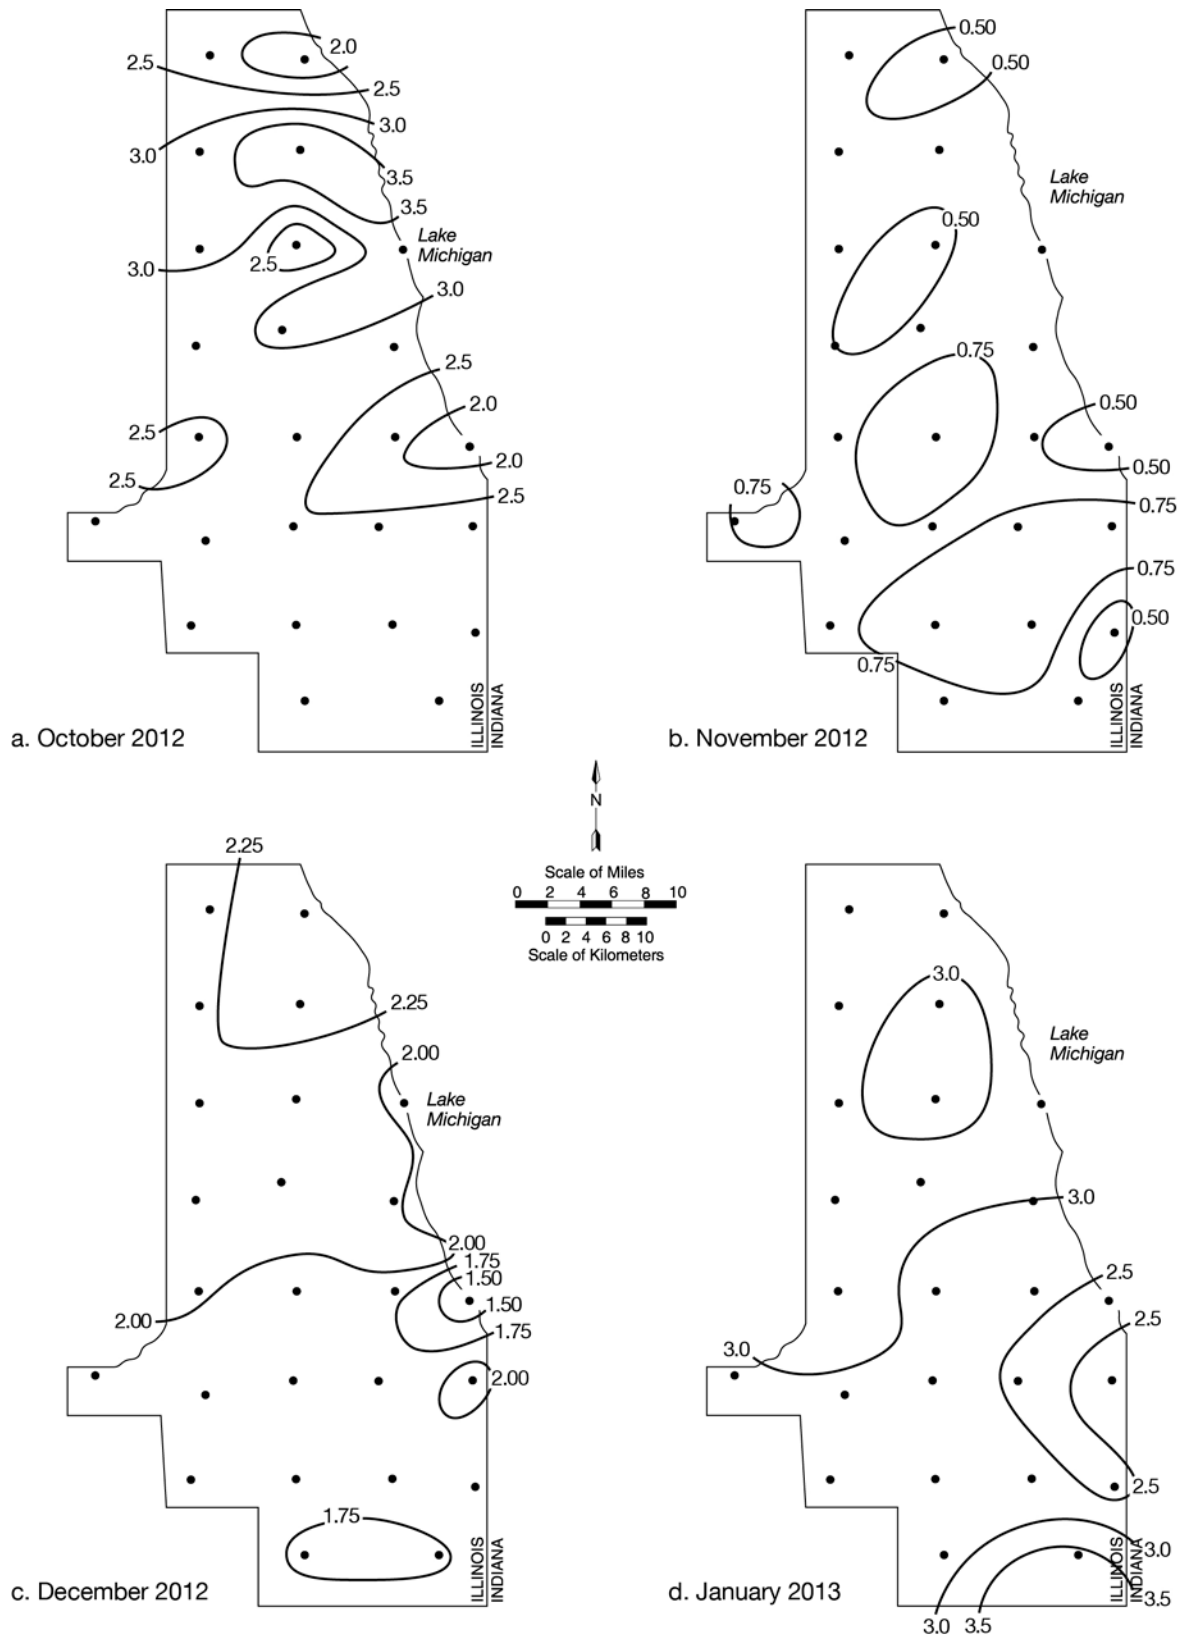 2.0
2.5
2.5
3.0
3.0
3.5
3.5
Lake
Michigan
2.5
3.0
3.0
2.5
2.0
2.5
2.0
2.5
2.5
ILLINOIS
INDIANA
a. October 2012
0.50
0.50
Lake
Michigan
0.50
0.75
0.50
0.50
0.75
0.75
0.75
0.50
0.75
ILLINOIS
INDIANA
b. November 2012
N
Scale of Miles
0 2 4 6 8 10
0 2 4 6 8 10
Scale of Kilometers
2.25
2.25
2.00
Lake
Michigan
2.00
1.75
1.50
1.50
2.00
1.75
2.00
1.75
ILLINOIS
INDIANA
c. December 2012
3.0
Lake
Michigan
3.0
2.5
2.5
3.0
2.5
3.0
3.5
ILLINOIS
INDIANA
d. January 2013
3.0 3.5